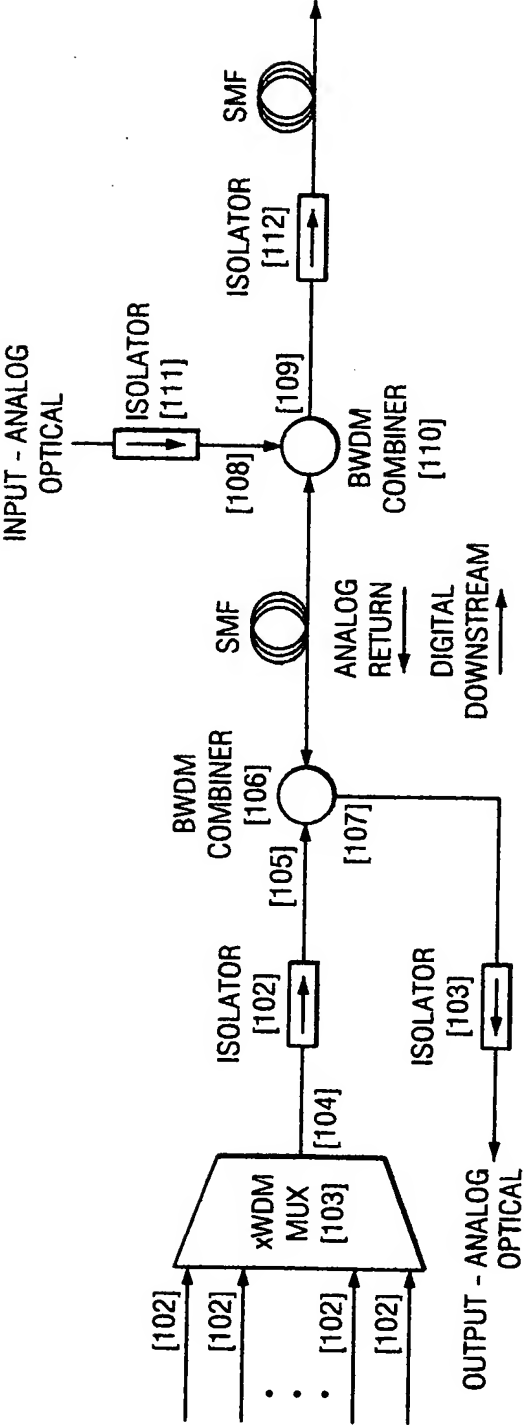 [102]
[102]
[102]
[102]
xWDM
MUX
[103]
[104]
ISOLATOR
[102]
[105]
BWDM
COMBINER
[106]
[107]
ISOLATOR
[103]
OUTPUT - ANALOG
OPTICAL
SMF
ANALOG
RETURN
DIGITAL
DOWNSTREAM
INPUT - ANALOG
OPTICAL
ISOLATOR
[111]
[108]
BWDM
COMBINER
[110]
[109]
ISOLATOR
[112]
SMF